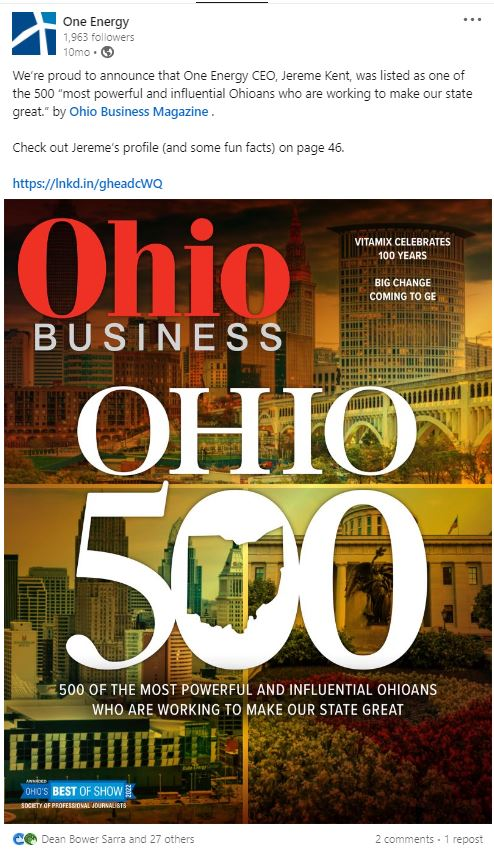 One Energy
1,963 followers
10mo •
We're proud to announce that One Energy CEO, Jereme Kent, was listed as one of
the 500 “most powerful and influential Ohioans who are working to make our state
great.” by Ohio Business Magazine .
Check out Jereme's profile (and some fun facts) on page 46.
https://lnkd.in/gheadcWQ
Ohio
BUSINESS
VITAMIX CELEBRATES
100 YEARS
BIG CHANGE
COMING TO GE
OHIO
500
500 OF THE MOST POWERFUL AND INFLUENTIAL OHIOANS
WHO ARE WORKING TO MAKE OUR STATE GREAT
AWARDED
OHIO'S BEST OF SHOW 2022
SOCIETY OF PROFESSIONAL JOURNALISTS
Dean Bower Sarra and 27 others
2 comments • 1 repost